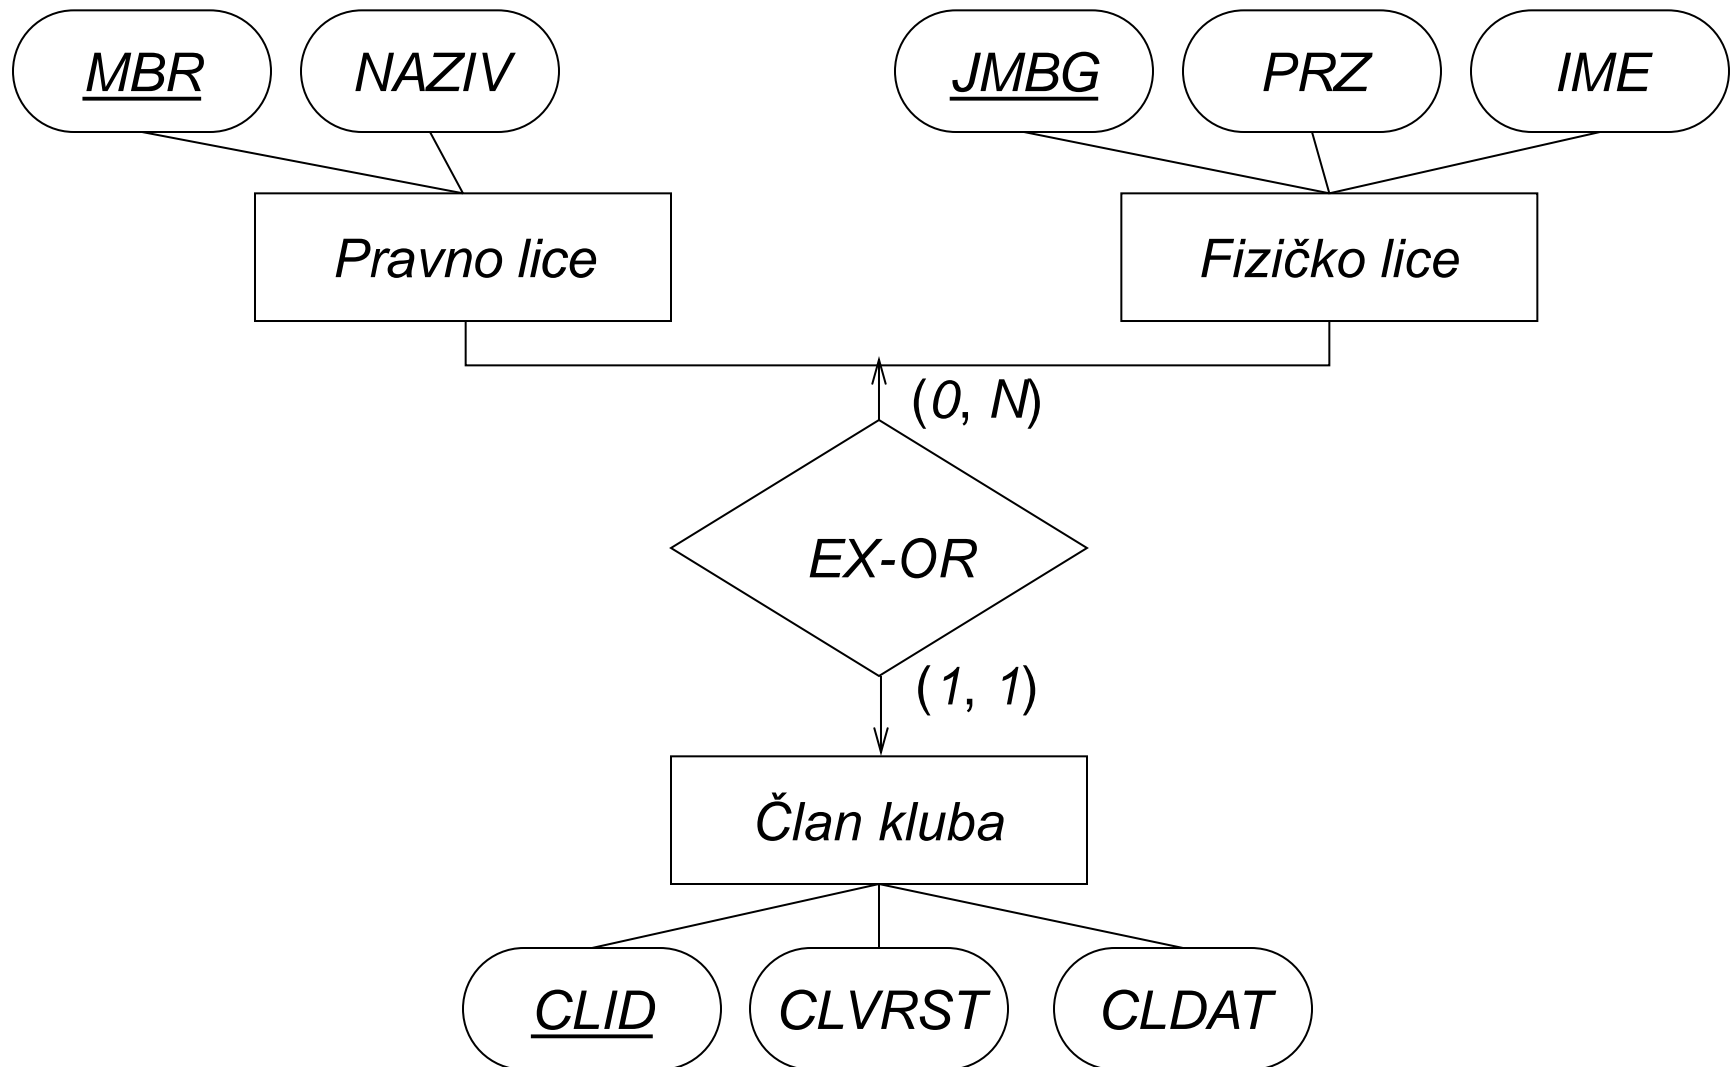 MBR NAZIV JMBG PRZ IME
Pravno lice Fizičko lice
(0, N)
EX-OR
(1, 1)
Član kluba
CLID CLVRST CLDAT